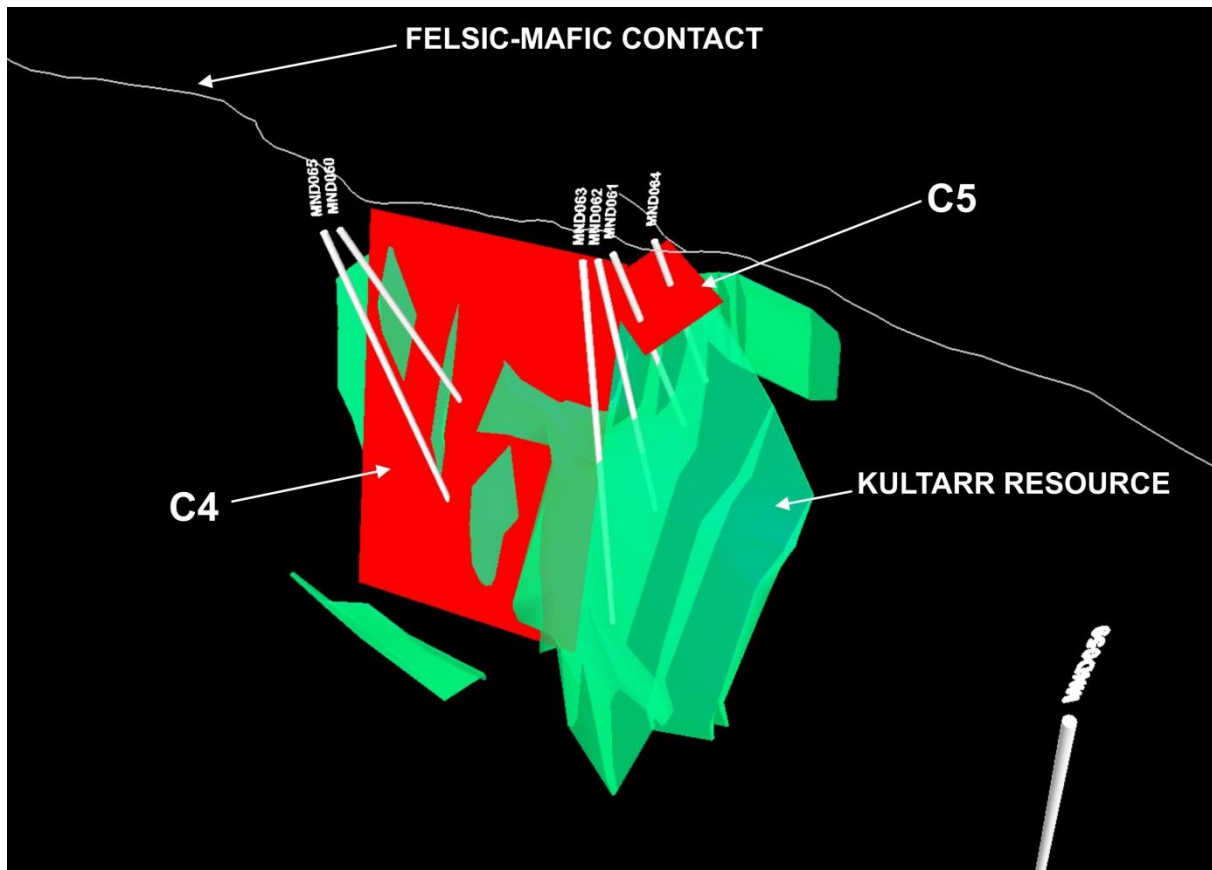 FELSIC-MAFIC CONTACT
MND065
MND060
MND063
MND062
MND061
MND064
C5
C4
KULTARR RESOURCE